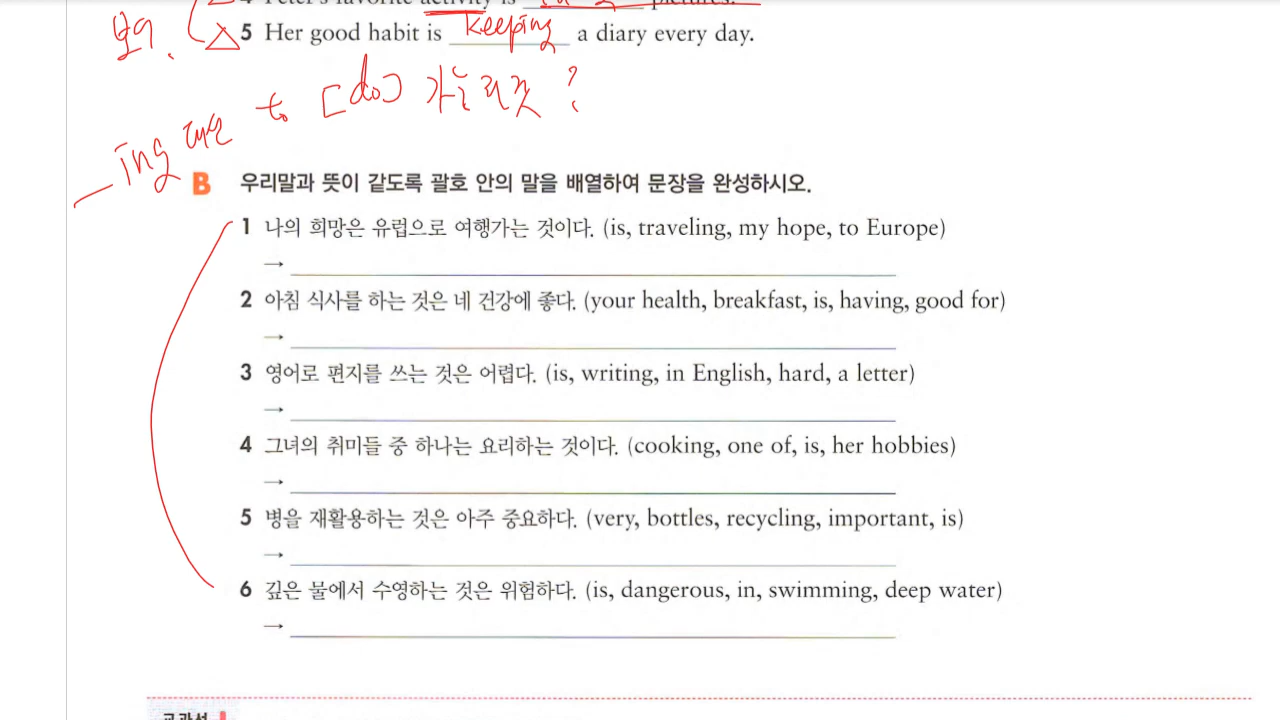 5 Her good habit is keeping a diary every day.
보어.
-ing 대신 to [do] 가능
B 우리말과 뜻이 같도록 괄호 안의 말을 배열하여 문장을 완성하시오.
1 나의 희망은 유럽으로 여행가는 것이다. (is, traveling, my hope, to Europe)
→
2 아침 식사를 하는 것은 네 건강에 좋다. (your health, breakfast, is, having, good for)
→
3 영어로 편지를 쓰는 것은 어렵다. (is, writing, in English, hard, a letter)
→
4 그녀의 취미들 중 하나는 요리하는 것이다. (cooking, one of, is, her hobbies)
→
5 병을 재활용하는 것은 아주 중요하다. (very, bottles, recycling, important, is)
→
6 깊은 물에서 수영하는 것은 위험하다. (is, dangerous, in, swimming, deep water)
→